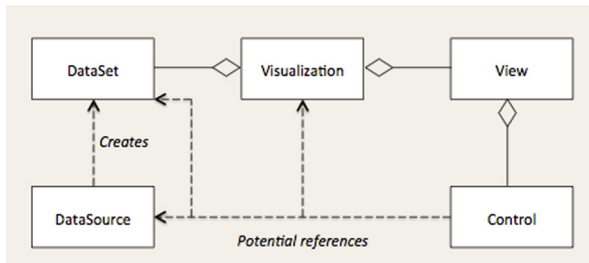 DataSet
Visualization
View
Creates
DataSource
Control
Potential references